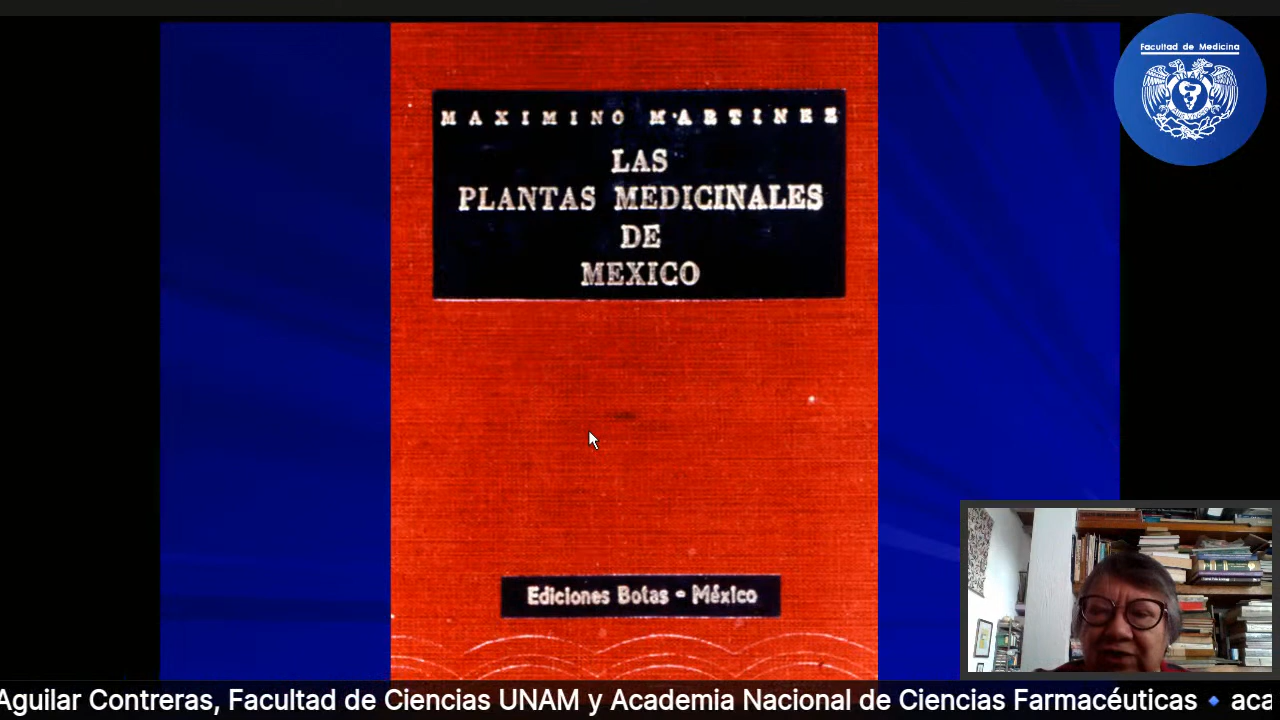 Facultad de Medicina
MAXIMINO MARTINEZ
LAS
PLANTAS MEDICINALES
DE
MEXICO
Ediciones Botas - México
Aguilar Contreras, Facultad de Ciencias UNAM y Academia Nacional de Ciencias Farmacéuticas 🔹 aca